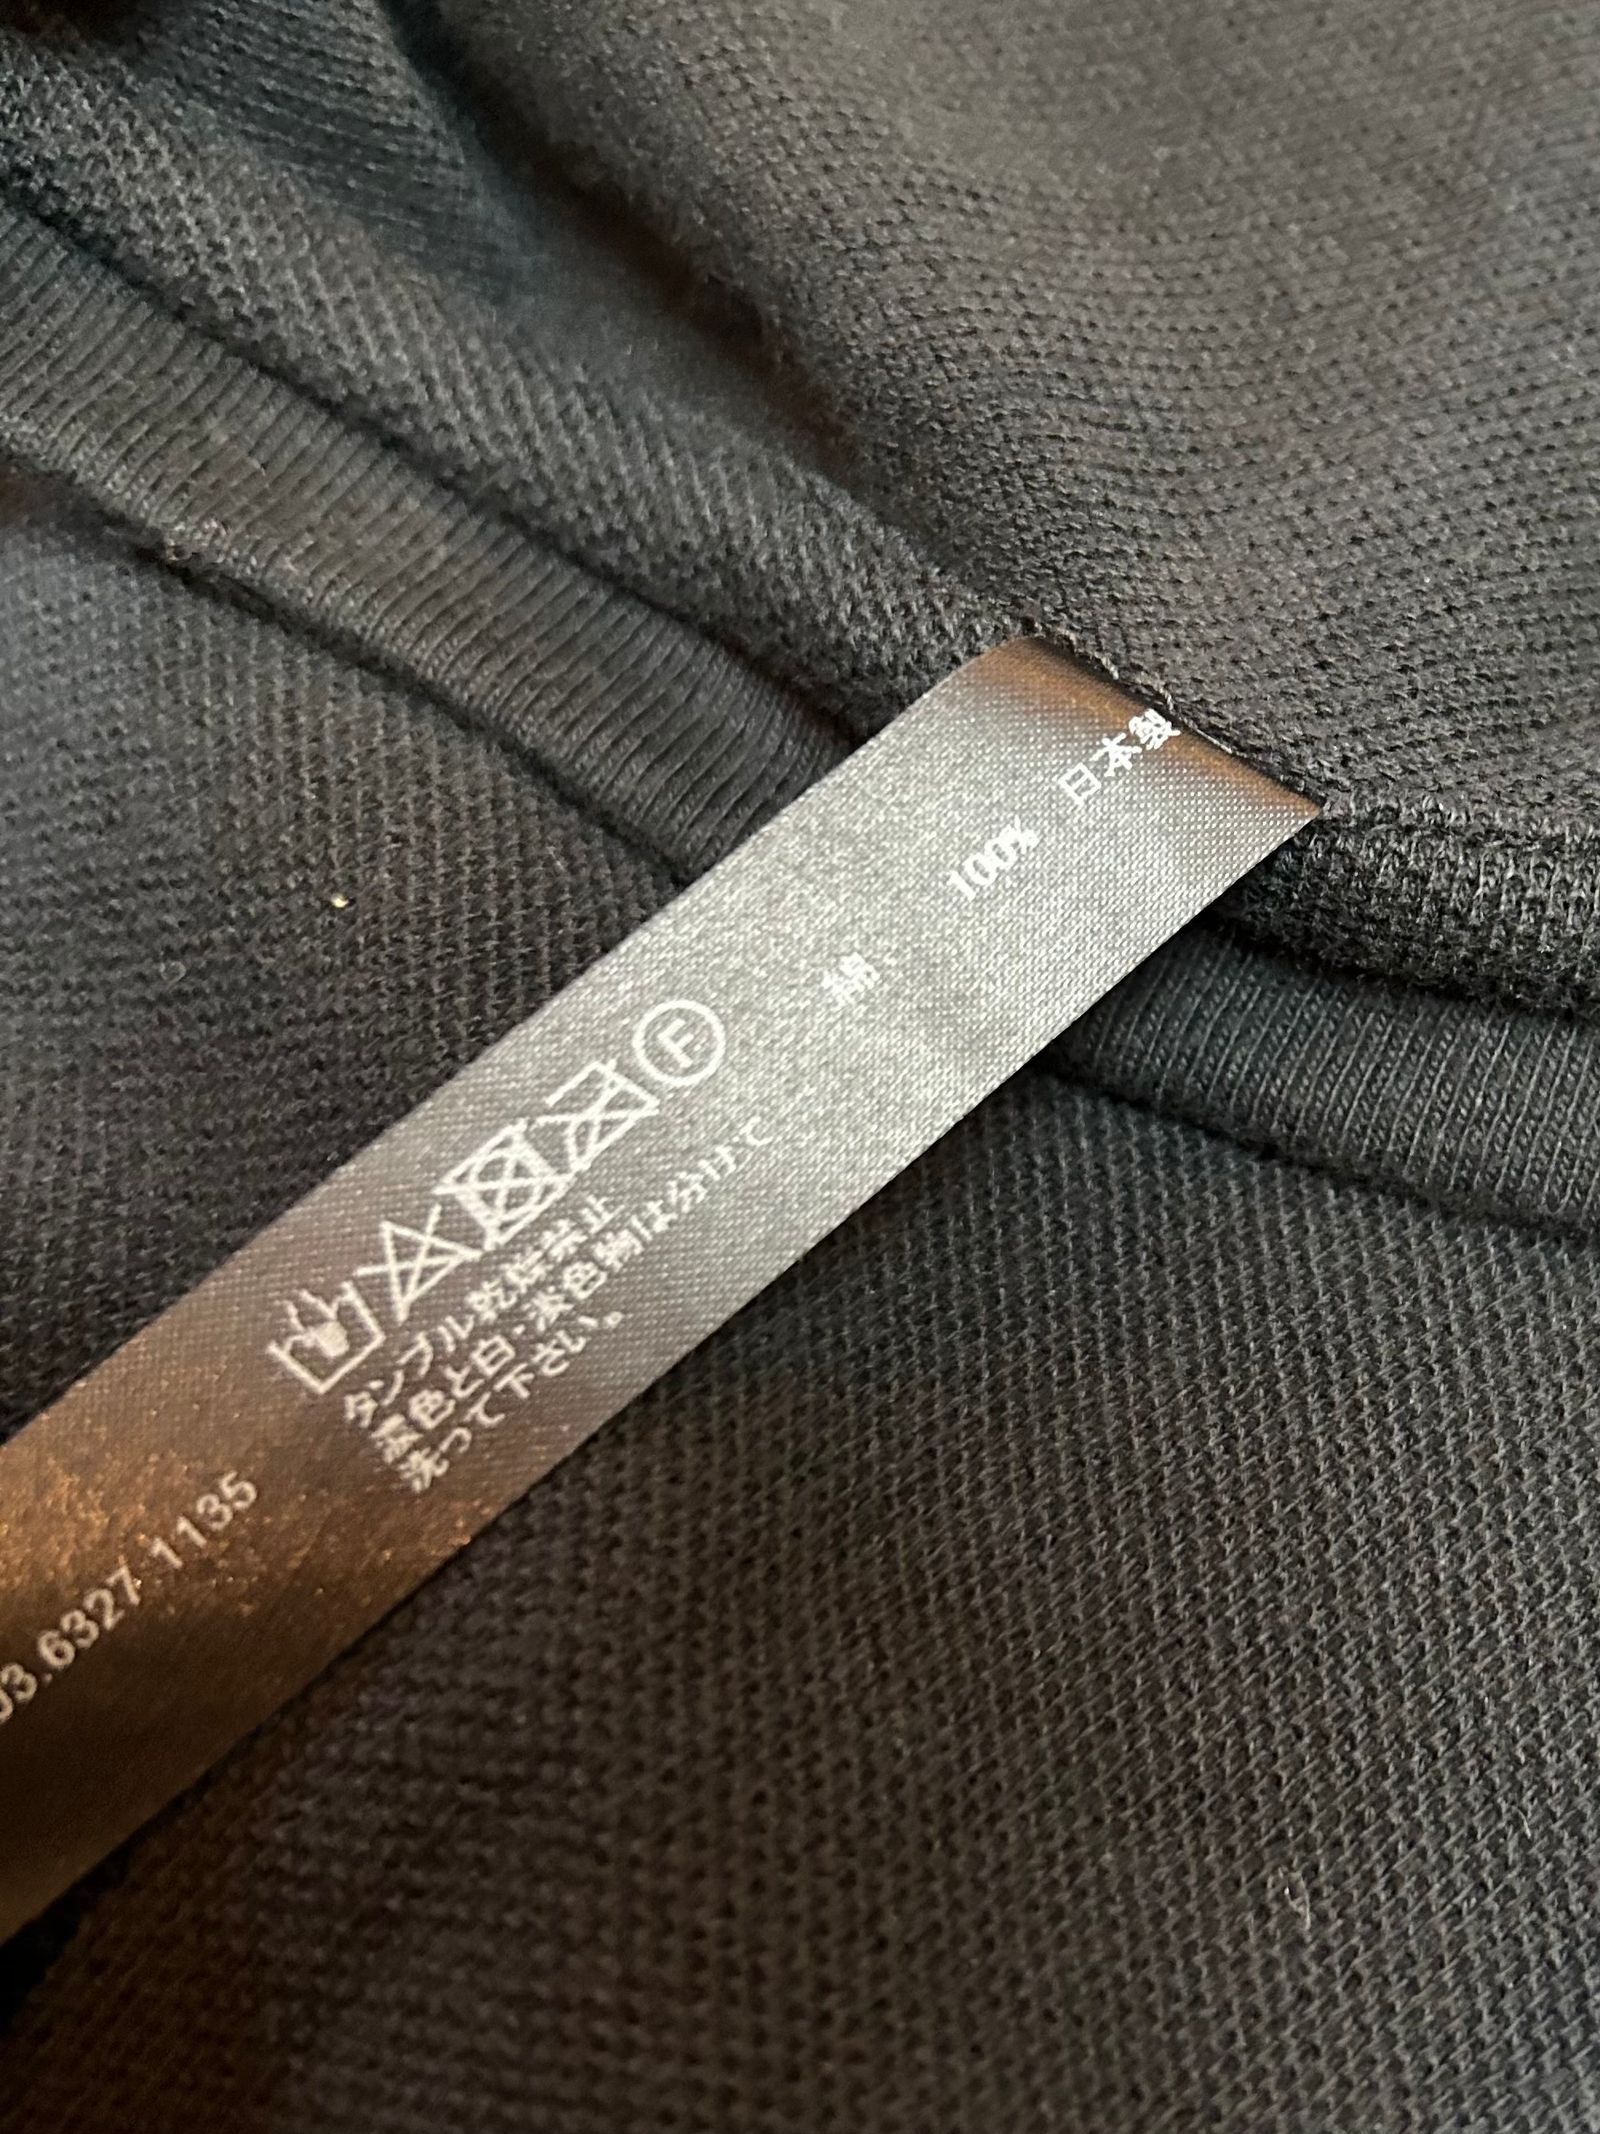 日本製
綿 100%
Ⓕ
タンブル乾燥禁止
濃色と白・淡色物は分けて
洗って下さい。
03.6327.1135